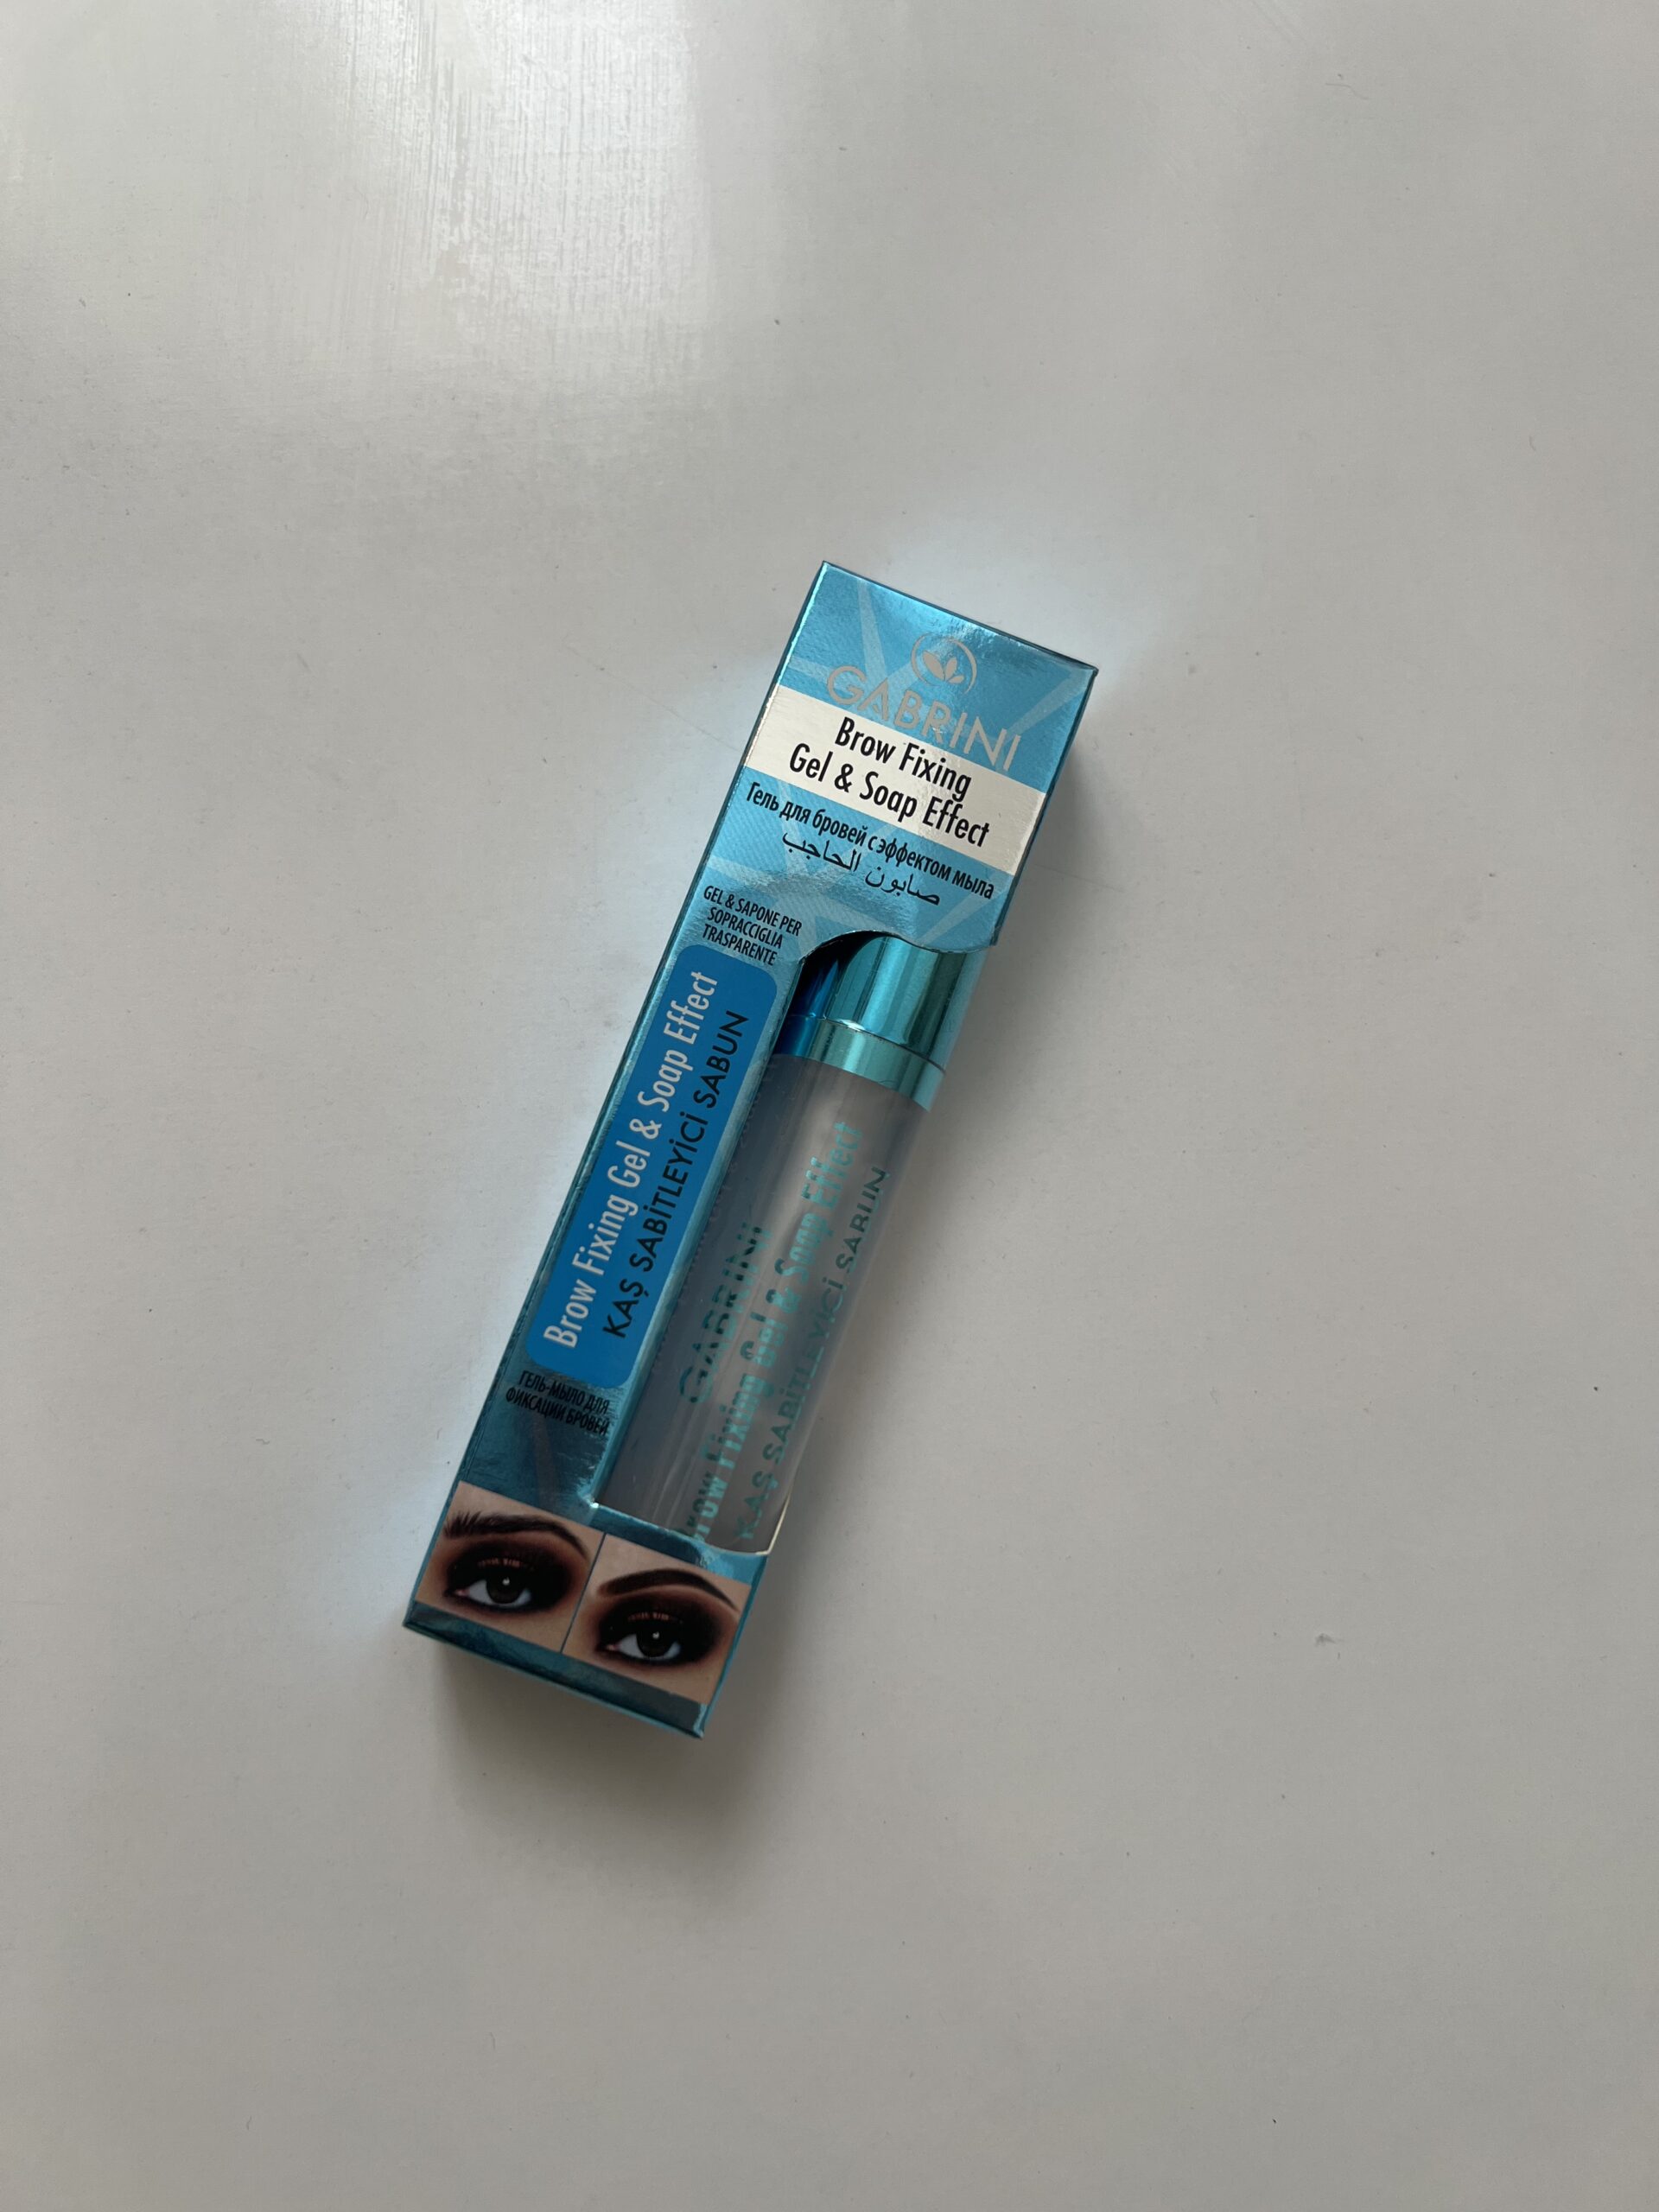 GABRINI
Brow Fixing
Gel & Soap Effect
Гель для бровей с эффектом мыла
صابون الحاجب
GEL & SAPONE PER
SOPRACCIGLIA
TRASPARENTE
Brow Fixing Gel & Soap Effect
KAŞ SABİTLEYİCİ SABUN
ГЕЛЬ-МЫЛО ДЛЯ
ФИКСАЦИИ БРОВЕЙ
GABRINI
Brow Fixing Gel & Soap Effect
KAŞ SABİTLEYİCİ SABUN